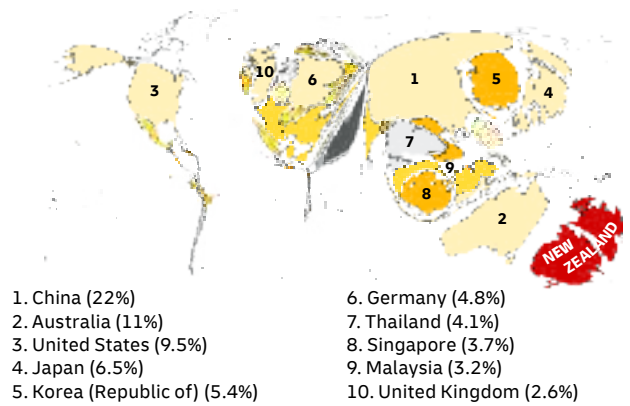 10
6
3
1
5
4
7
9
8
2
NEW
ZEALAND
1. China (22%)
2. Australia (11%)
3. United States (9.5%)
4. Japan (6.5%)
5. Korea (Republic of) (5.4%)
6. Germany (4.8%)
7. Thailand (4.1%)
8. Singapore (3.7%)
9. Malaysia (3.2%)
10. United Kingdom (2.6%)